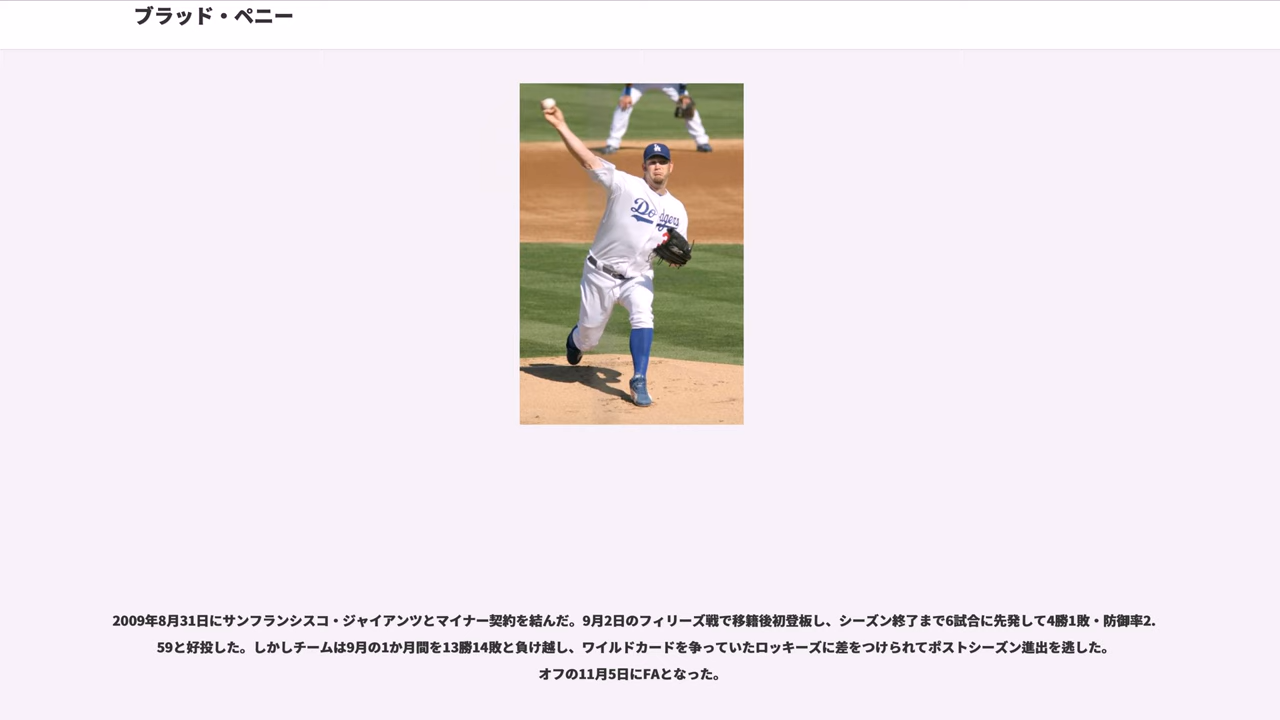 ブラッド・ペニー
LA
Dodgers
2009年8月31日にサンフランシスコ・ジャイアンツとマイナー契約を結んだ。9月2日のフィリーズ戦で移籍後初登板し、シーズン終了まで6試合に先発して4勝1敗・防御率2.
59と好投した。しかしチームは9月の1か月間を13勝14敗と負け越し、ワイルドカードを争っていたロッキーズに差をつけられてポストシーズン進出を逃した。
オフの11月5日にFAとなった。